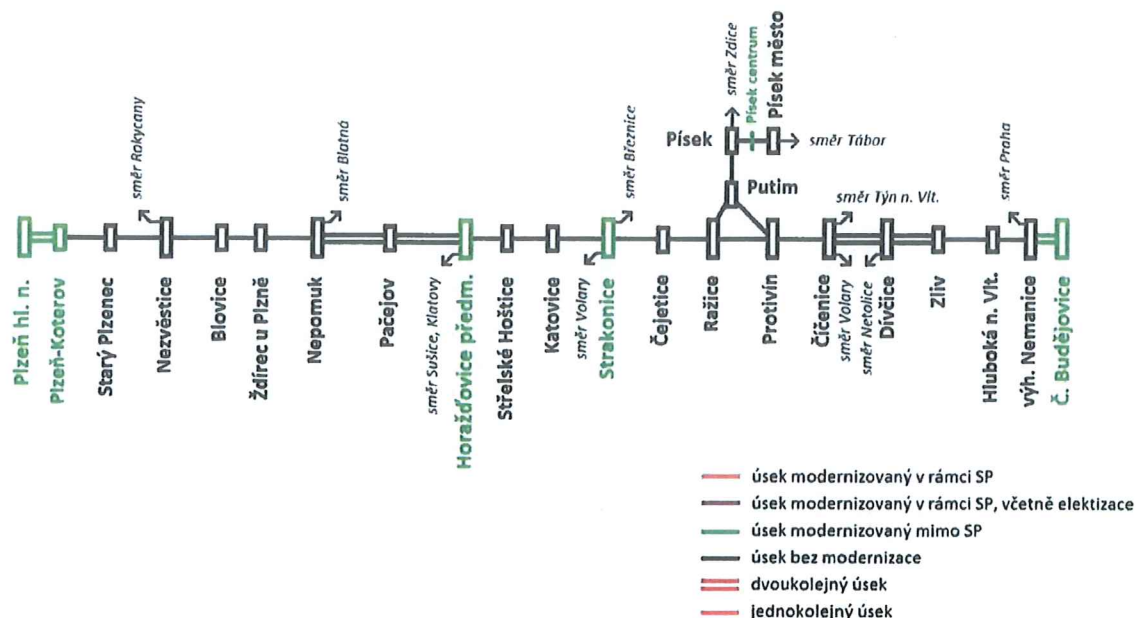 směr Zdice
Písek centrum
Písek město
Písek
směr Tábor
Putim
směr Rokycany
směr Blatná
směr Březnice
směr Týn n. Vlt.
směr Praha
Plzeň hl. n.
Plzeň-Koterov
Starý Plzenec
Nezvěstice
Blovice
Ždírec u Plzně
Nepomuk
Pačejov
směr Sušice, Klatovy
Horažďovice předm.
Střelské Hoštice
Katovice
směr Volary
Strakonice
Čejetice
Ražice
Protivín
Číčenice
směr Volary
směr Netolice
Dívčice
Zliv
Hluboká n. Vlt.
výh. Nemanice
Č. Budějovice
úsek modernizovaný v rámci SP
úsek modernizovaný v rámci SP, včetně elektizace
úsek modernizovaný mimo SP
úsek bez modernizace
dvoukolejný úsek
jednokolejný úsek